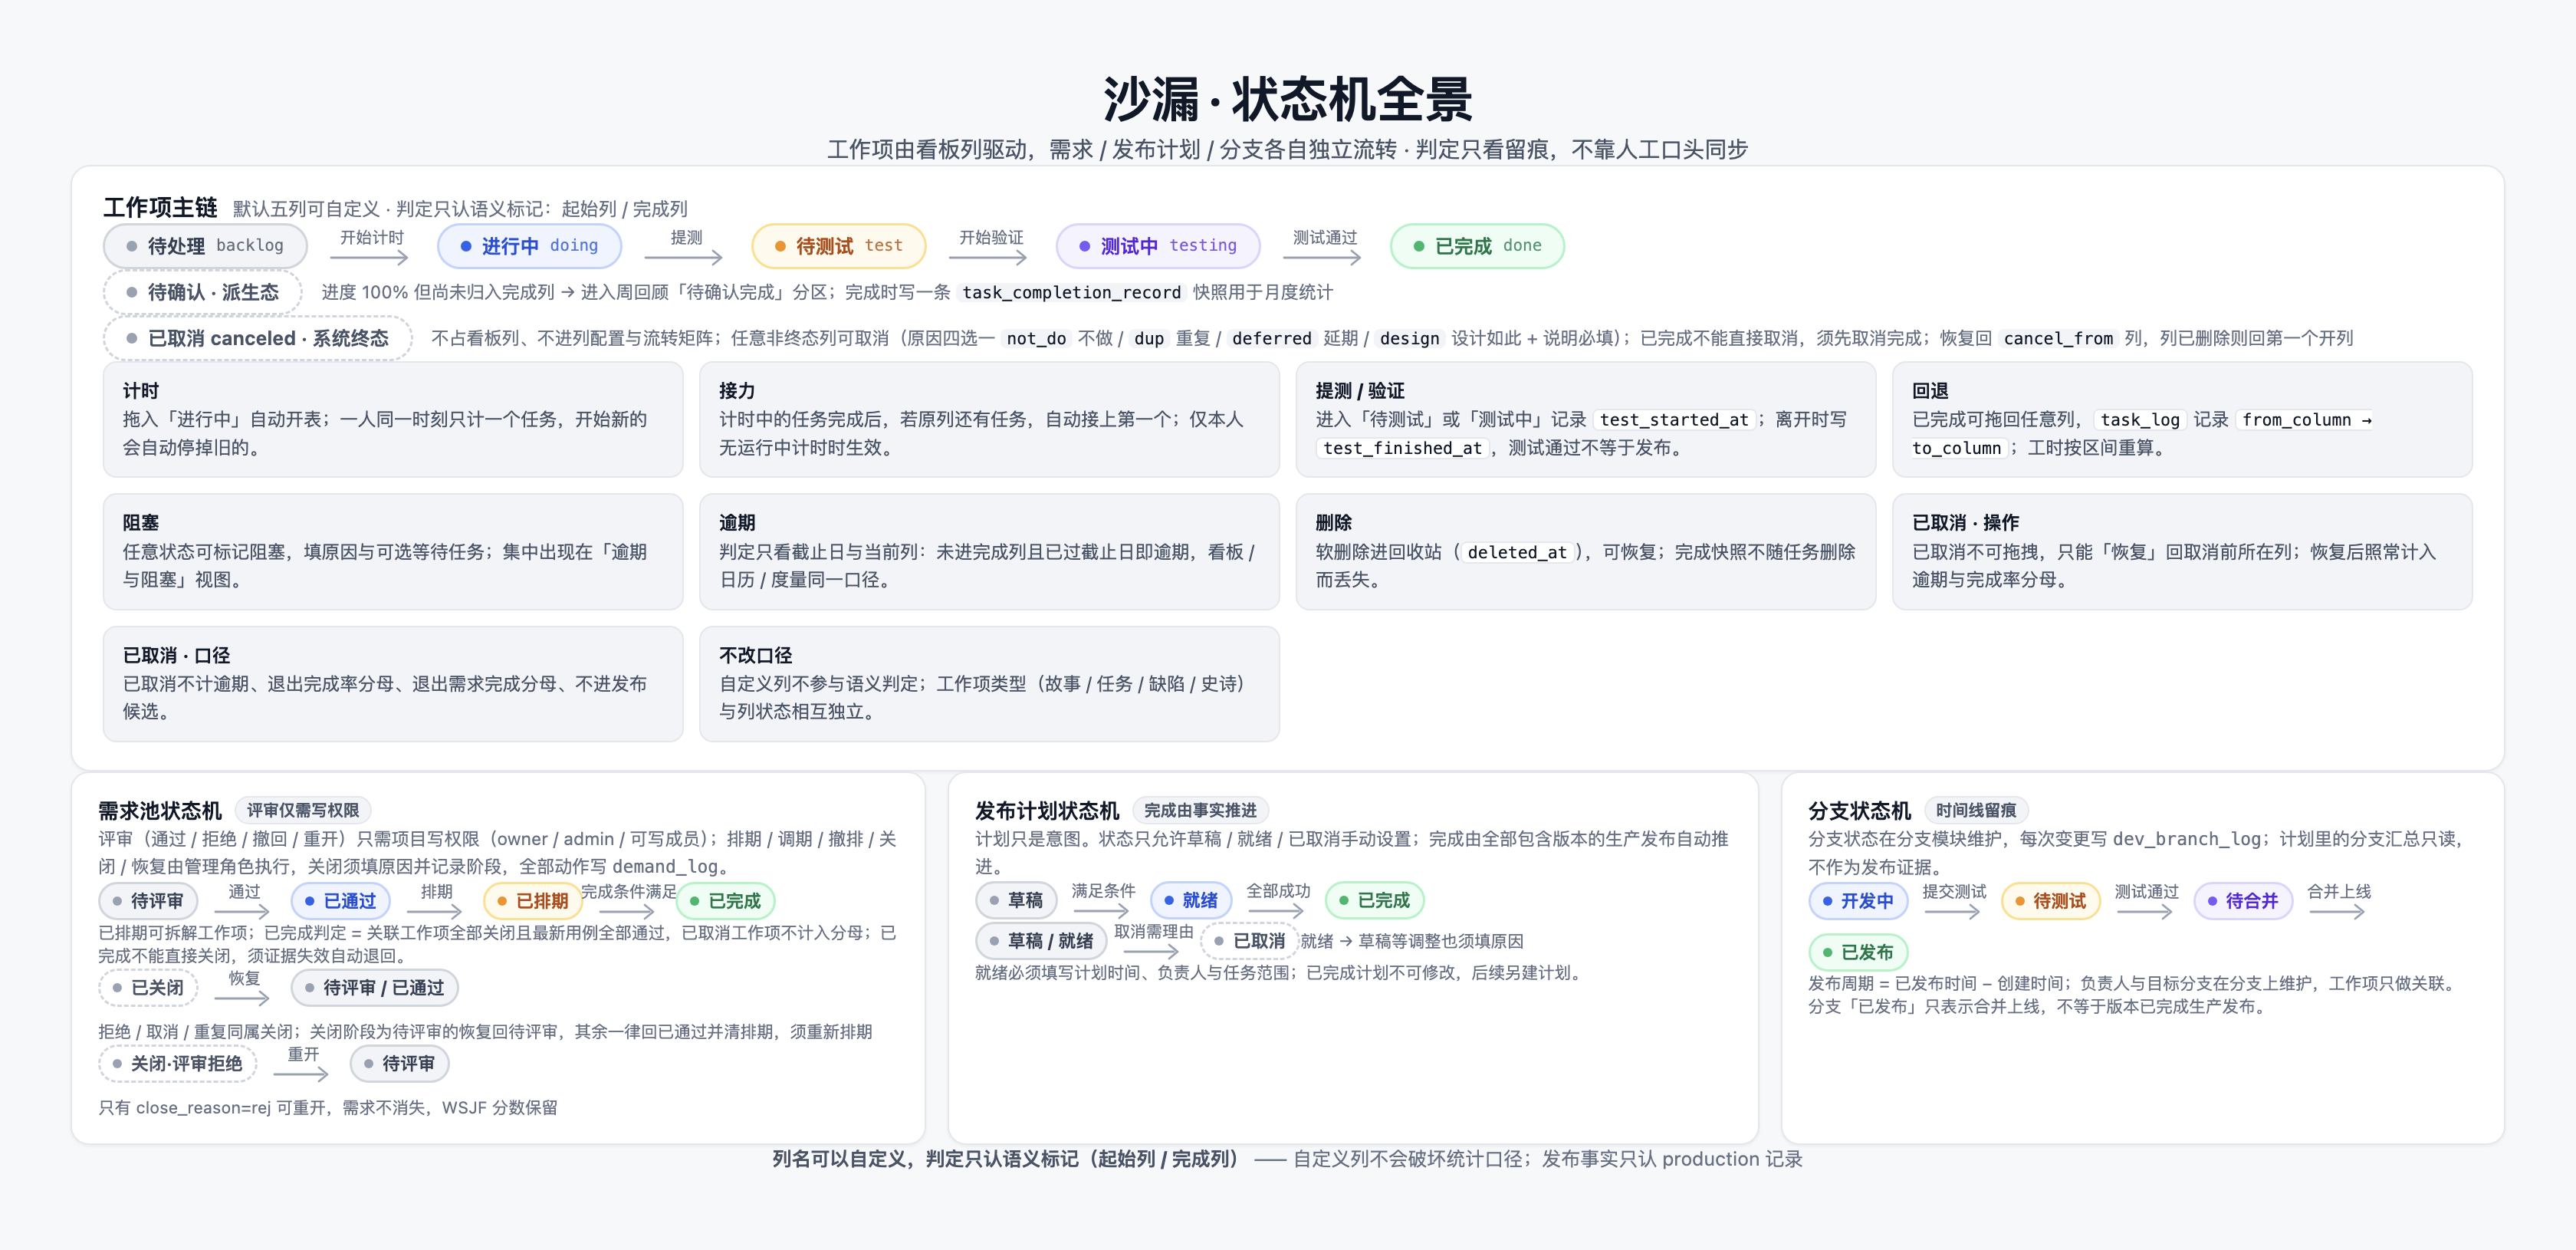 沙漏 · 状态机全景
工作项由看板列驱动，需求 / 发布计划 / 分支各自独立流转 · 判定只看留痕，不靠人工口头同步
工作项主链 默认五列可自定义 · 判定只认语义标记：起始列 / 完成列
待处理 backlog 开始计时 进行中 doing 提测 待测试 test 开始验证 测试中 testing 测试通过 已完成 done
待确认 · 派生态 进度 100% 但尚未归入完成列 → 进入周回顾「待确认完成」分区；完成时写一条 task_completion_record 快照用于月度统计
已取消 canceled · 系统终态 不占看板列、不进列配置与流转矩阵；任意非终态列可取消（原因四选一 not_do 不做 / dup 重复 / deferred 延期 / design 设计如此 + 说明必填）；已完成不能直接取消，须先取消完成；恢复回 cancel_from 列，列已删除则回第一个开列
计时
拖入「进行中」自动开表；一人同一时刻只计一个任务，开始新的
会自动停掉旧的。
接力
计时中的任务完成后，若原列还有任务，自动接上第一个；仅本人
无运行中计时时生效。
提测 / 验证
进入「待测试」或「测试中」记录 test_started_at；离开时写
test_finished_at，测试通过不等于发布。
回退
已完成可拖回任意列，task_log 记录 from_column →
to_column；工时按区间重算。
阻塞
任意状态可标记阻塞，填原因与可选等待任务；集中出现在「逾期
与阻塞」视图。
逾期
判定只看截止日与当前列：未进完成列且已过截止日即逾期，看板 /
日历 / 度量同一口径。
删除
软删除进回收站（deleted_at），可恢复；完成快照不随任务删除
而丢失。
已取消 · 操作
已取消不可拖拽，只能「恢复」回取消前所在列；恢复后照常计入
逾期与完成率分母。
已取消 · 口径
已取消不计逾期、退出完成率分母、退出需求完成分母、不进发布
候选。
不改口径
自定义列不参与语义判定；工作项类型（故事 / 任务 / 缺陷 / 史诗）
与列状态相互独立。
需求池状态机 评审仅需写权限
评审（通过 / 拒绝 / 撤回 / 重开）只需项目写权限（owner / admin / 可写成员）；排期 / 调期 / 撤排 / 关
闭 / 恢复由管理角色执行，关闭须填原因并记录阶段，全部动作写 demand_log。
待评审 通过 已通过 排期 已排期 完成条件满足 已完成
已排期可拆解工作项；已完成判定 = 关联工作项全部关闭且最新用例全部通过，已取消工作项不计入分母；已
完成不能直接关闭，须证据失效自动退回。
已关闭 恢复 待评审 / 已通过
拒绝 / 取消 / 重复同属关闭；关闭阶段为待评审的恢复回待评审，其余一律回已通过并清排期，须重新排期
关闭·评审拒绝 重开 待评审
只有 close_reason=rej 可重开，需求不消失，WSJF 分数保留
发布计划状态机 完成由事实推进
计划只是意图。状态只允许草稿 / 就绪 / 已取消手动设置；完成由全部包含版本的生产发布自动推
进。
草稿 满足条件 就绪 全部成功 已完成
草稿 / 就绪 取消需理由 已取消 就绪 → 草稿等调整也须填原因
就绪必须填写计划时间、负责人与任务范围；已完成计划不可修改，后续另建计划。
分支状态机 时间线留痕
分支状态在分支模块维护，每次变更写 dev_branch_log；计划里的分支汇总只读，
不作为发布证据。
开发中 提交测试 待测试 测试通过 待合并 合并上线
已发布
发布周期 = 已发布时间 − 创建时间；负责人与目标分支在分支上维护，工作项只做关联。
分支「已发布」只表示合并上线，不等于版本已完成生产发布。
列名可以自定义，判定只认语义标记（起始列 / 完成列） —— 自定义列不会破坏统计口径；发布事实只认 production 记录